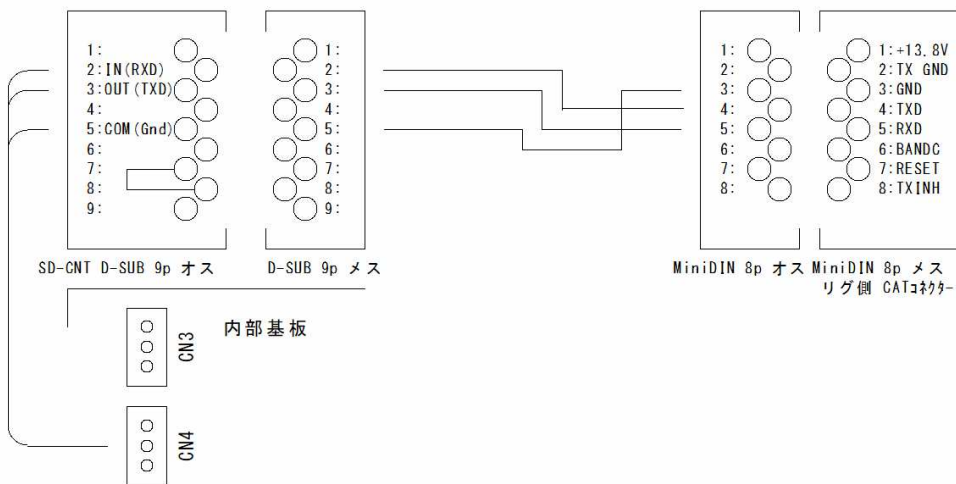 1:
2:IN(RXD)
3:OUT(TXD)
4:
5:COM(Gnd)
6:
7:
8:
9:
1:
2:
3:
4:
5:
6:
7:
8:
9:
1:
2:
3:
4:
5:
6:
7:
8:
1:+13.8V
2:TX GND
3:GND
4:TXD
5:RXD
6:BANDC
7:RESET
8:TXINH
SD-CNT D-SUB 9p オス
D-SUB 9p メス
MiniDIN 8p オス
MiniDIN 8p メス
リグ側 CATコネクター
内部基板
CN3
CN4